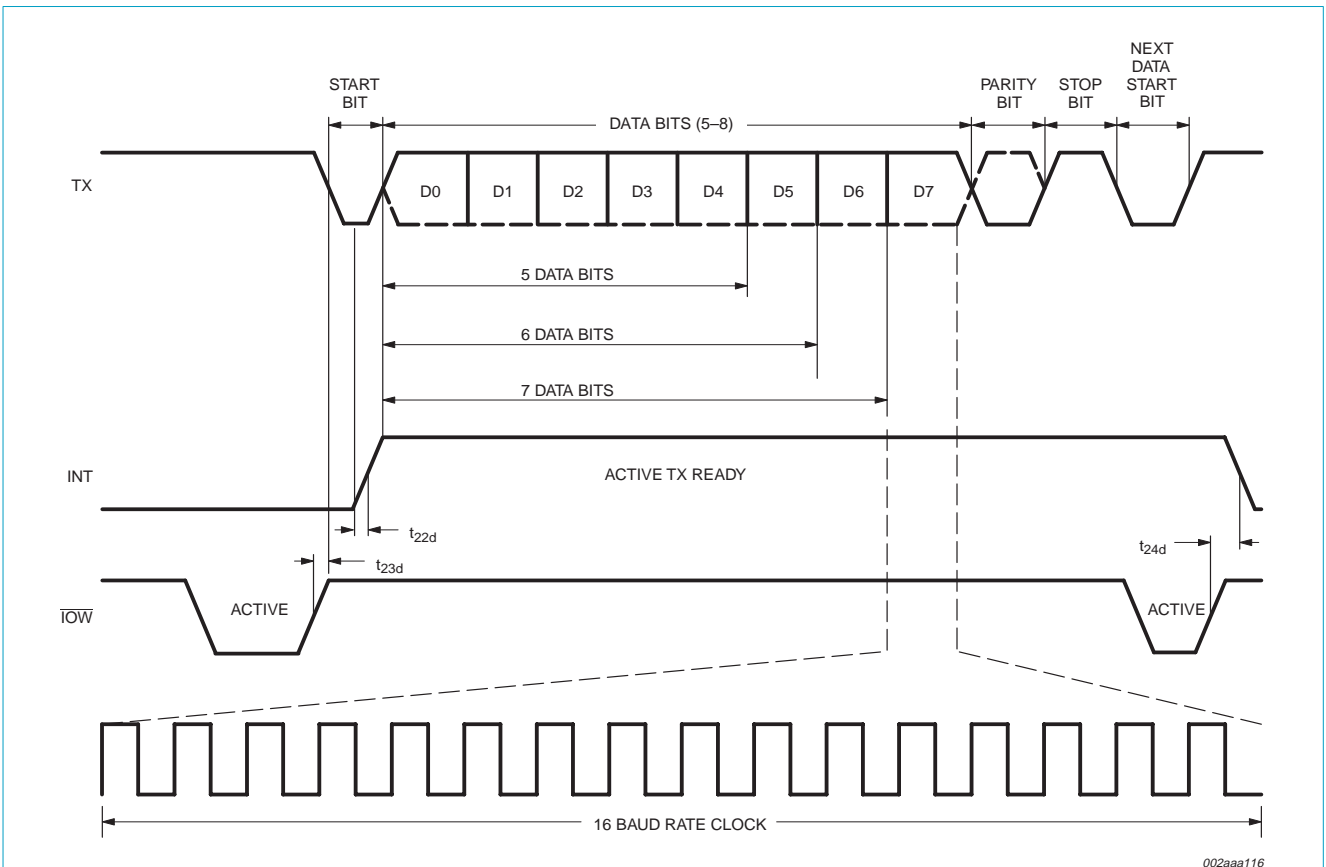 START
BIT
DATA BITS (5–8)
PARITY
BIT
STOP
BIT
NEXT
DATA
START
BIT
TX
D0
D1
D2
D3
D4
D5
D6
D7
5 DATA BITS
6 DATA BITS
7 DATA BITS
INT
ACTIVE TX READY
t22d
t23d
t24d
IOW
ACTIVE
ACTIVE
16 BAUD RATE CLOCK
002aaa116